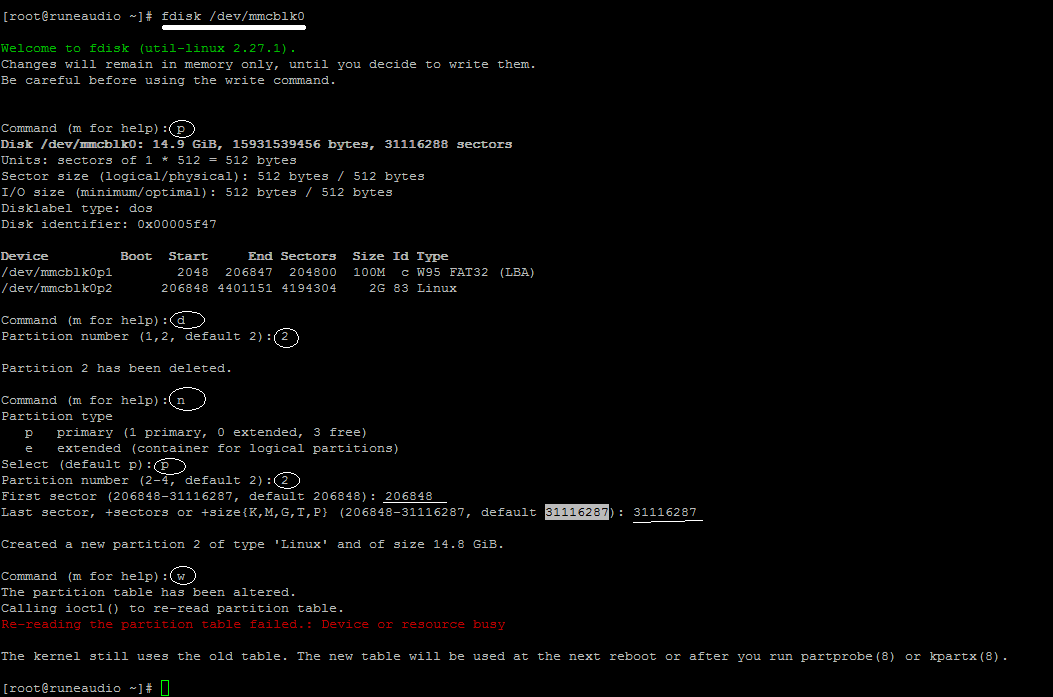 [root@runeaudio ~]# fdisk /dev/mmcblk0
Welcome to fdisk (util-linux 2.27.1).
Changes will remain in memory only, until you decide to write them.
Be careful before using the write command.
Command (m for help): p
Disk /dev/mmcblk0: 14.9 GiB, 15931539456 bytes, 31116288 sectors
Units: sectors of 1 * 512 = 512 bytes
Sector size (logical/physical): 512 bytes / 512 bytes
I/O size (minimum/optimal): 512 bytes / 512 bytes
Disklabel type: dos
Disk identifier: 0x00005f47
Device         Boot  Start     End Sectors  Size Id Type
/dev/mmcblk0p1        2048  206847  204800  100M  c W95 FAT32 (LBA)
/dev/mmcblk0p2      206848 4401151 4194304    2G 83 Linux
Command (m for help): d
Partition number (1,2, default 2): 2
Partition 2 has been deleted.
Command (m for help): n
Partition type
   p   primary (1 primary, 0 extended, 3 free)
   e   extended (container for logical partitions)
Select (default p): p
Partition number (2-4, default 2): 2
First sector (206848-31116287, default 206848): 206848
Last sector, +sectors or +size{K,M,G,T,P} (206848-31116287, default 31116287): 31116287
Created a new partition 2 of type 'Linux' and of size 14.8 GiB.
Command (m for help): w
The partition table has been altered.
Calling ioctl() to re-read partition table.
Re-reading the partition table failed.: Device or resource busy
The kernel still uses the old table. The new table will be used at the next reboot or after you run partprobe(8) or kpartx(8).
[root@runeaudio ~]#